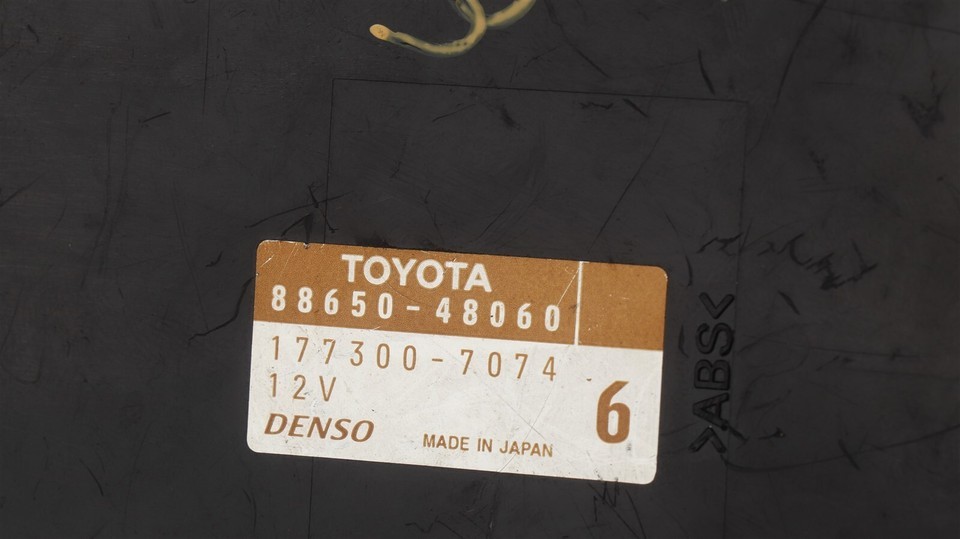 TOYOTA
88650-48060
177300-7074
12V
6
DENSO
MADE IN JAPAN
>ABS<